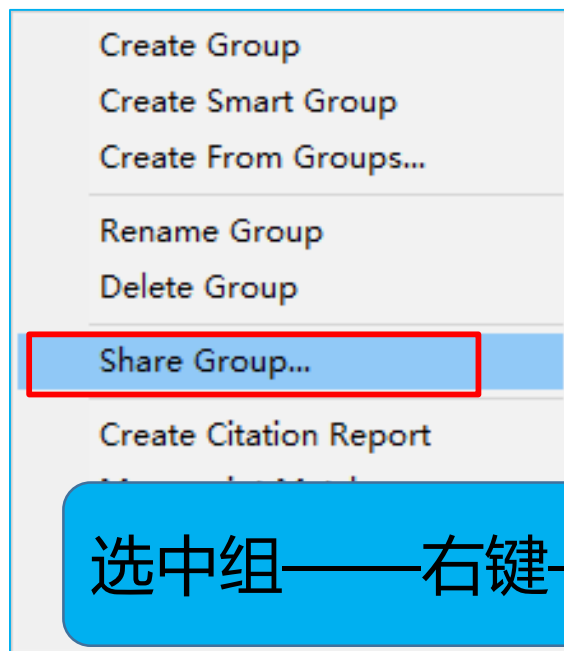 Create Group
Create Smart Group
Create From Groups...
Rename Group
Delete Group
Share Group...
Create Citation Report
选中组——右键-